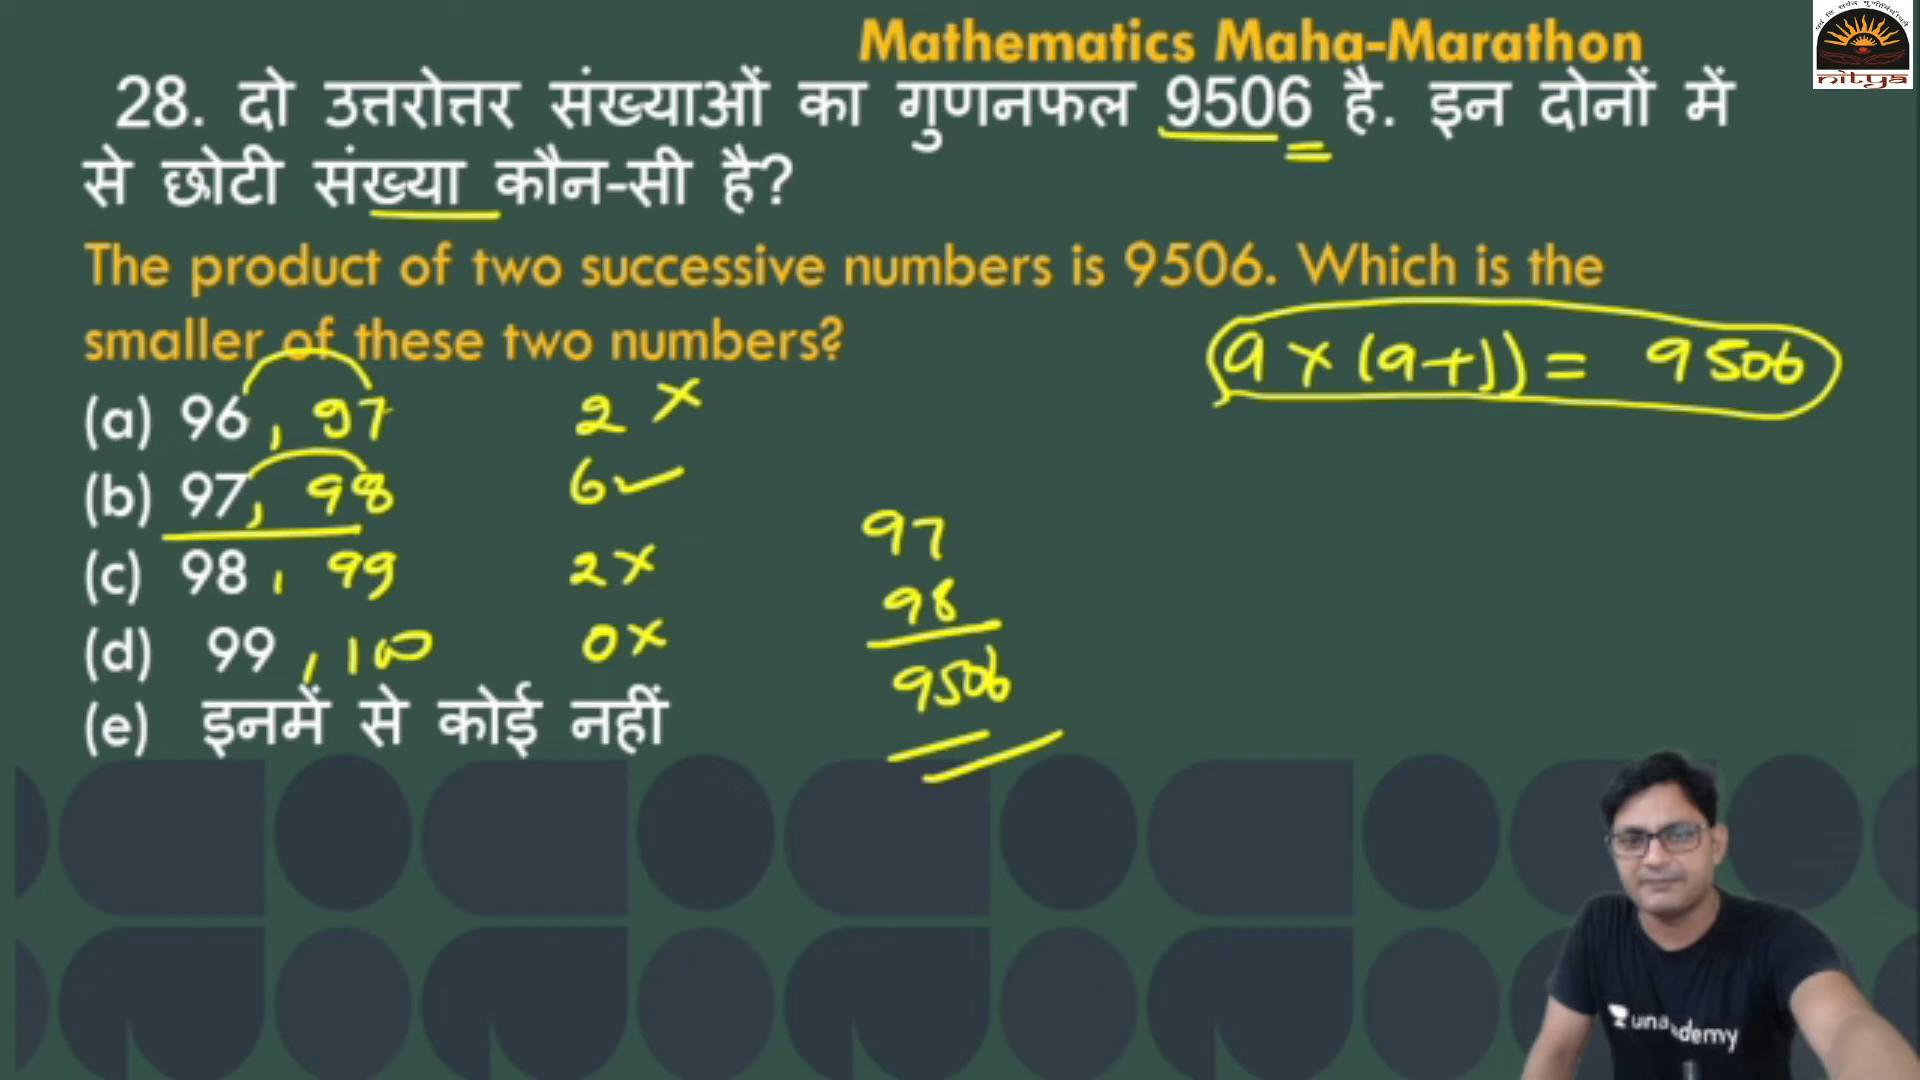 Mathematics Maha-Marathon
28. दो उत्तरोत्तर संख्याओं का गुणनफल 9506 है. इन दोनों में
से छोटी संख्या कौन-सी है?
The product of two successive numbers is 9506. Which is the
smaller of these two numbers?
9 × (9+1) = 9506
(a) 96, 97 2 ×
(b) 97, 98 6 ✓
(c) 98, 99 2 ×
(d) 99, 100 0 ×
(e) इनमें से कोई नहीं
97
98
9506
nitya
unacademy